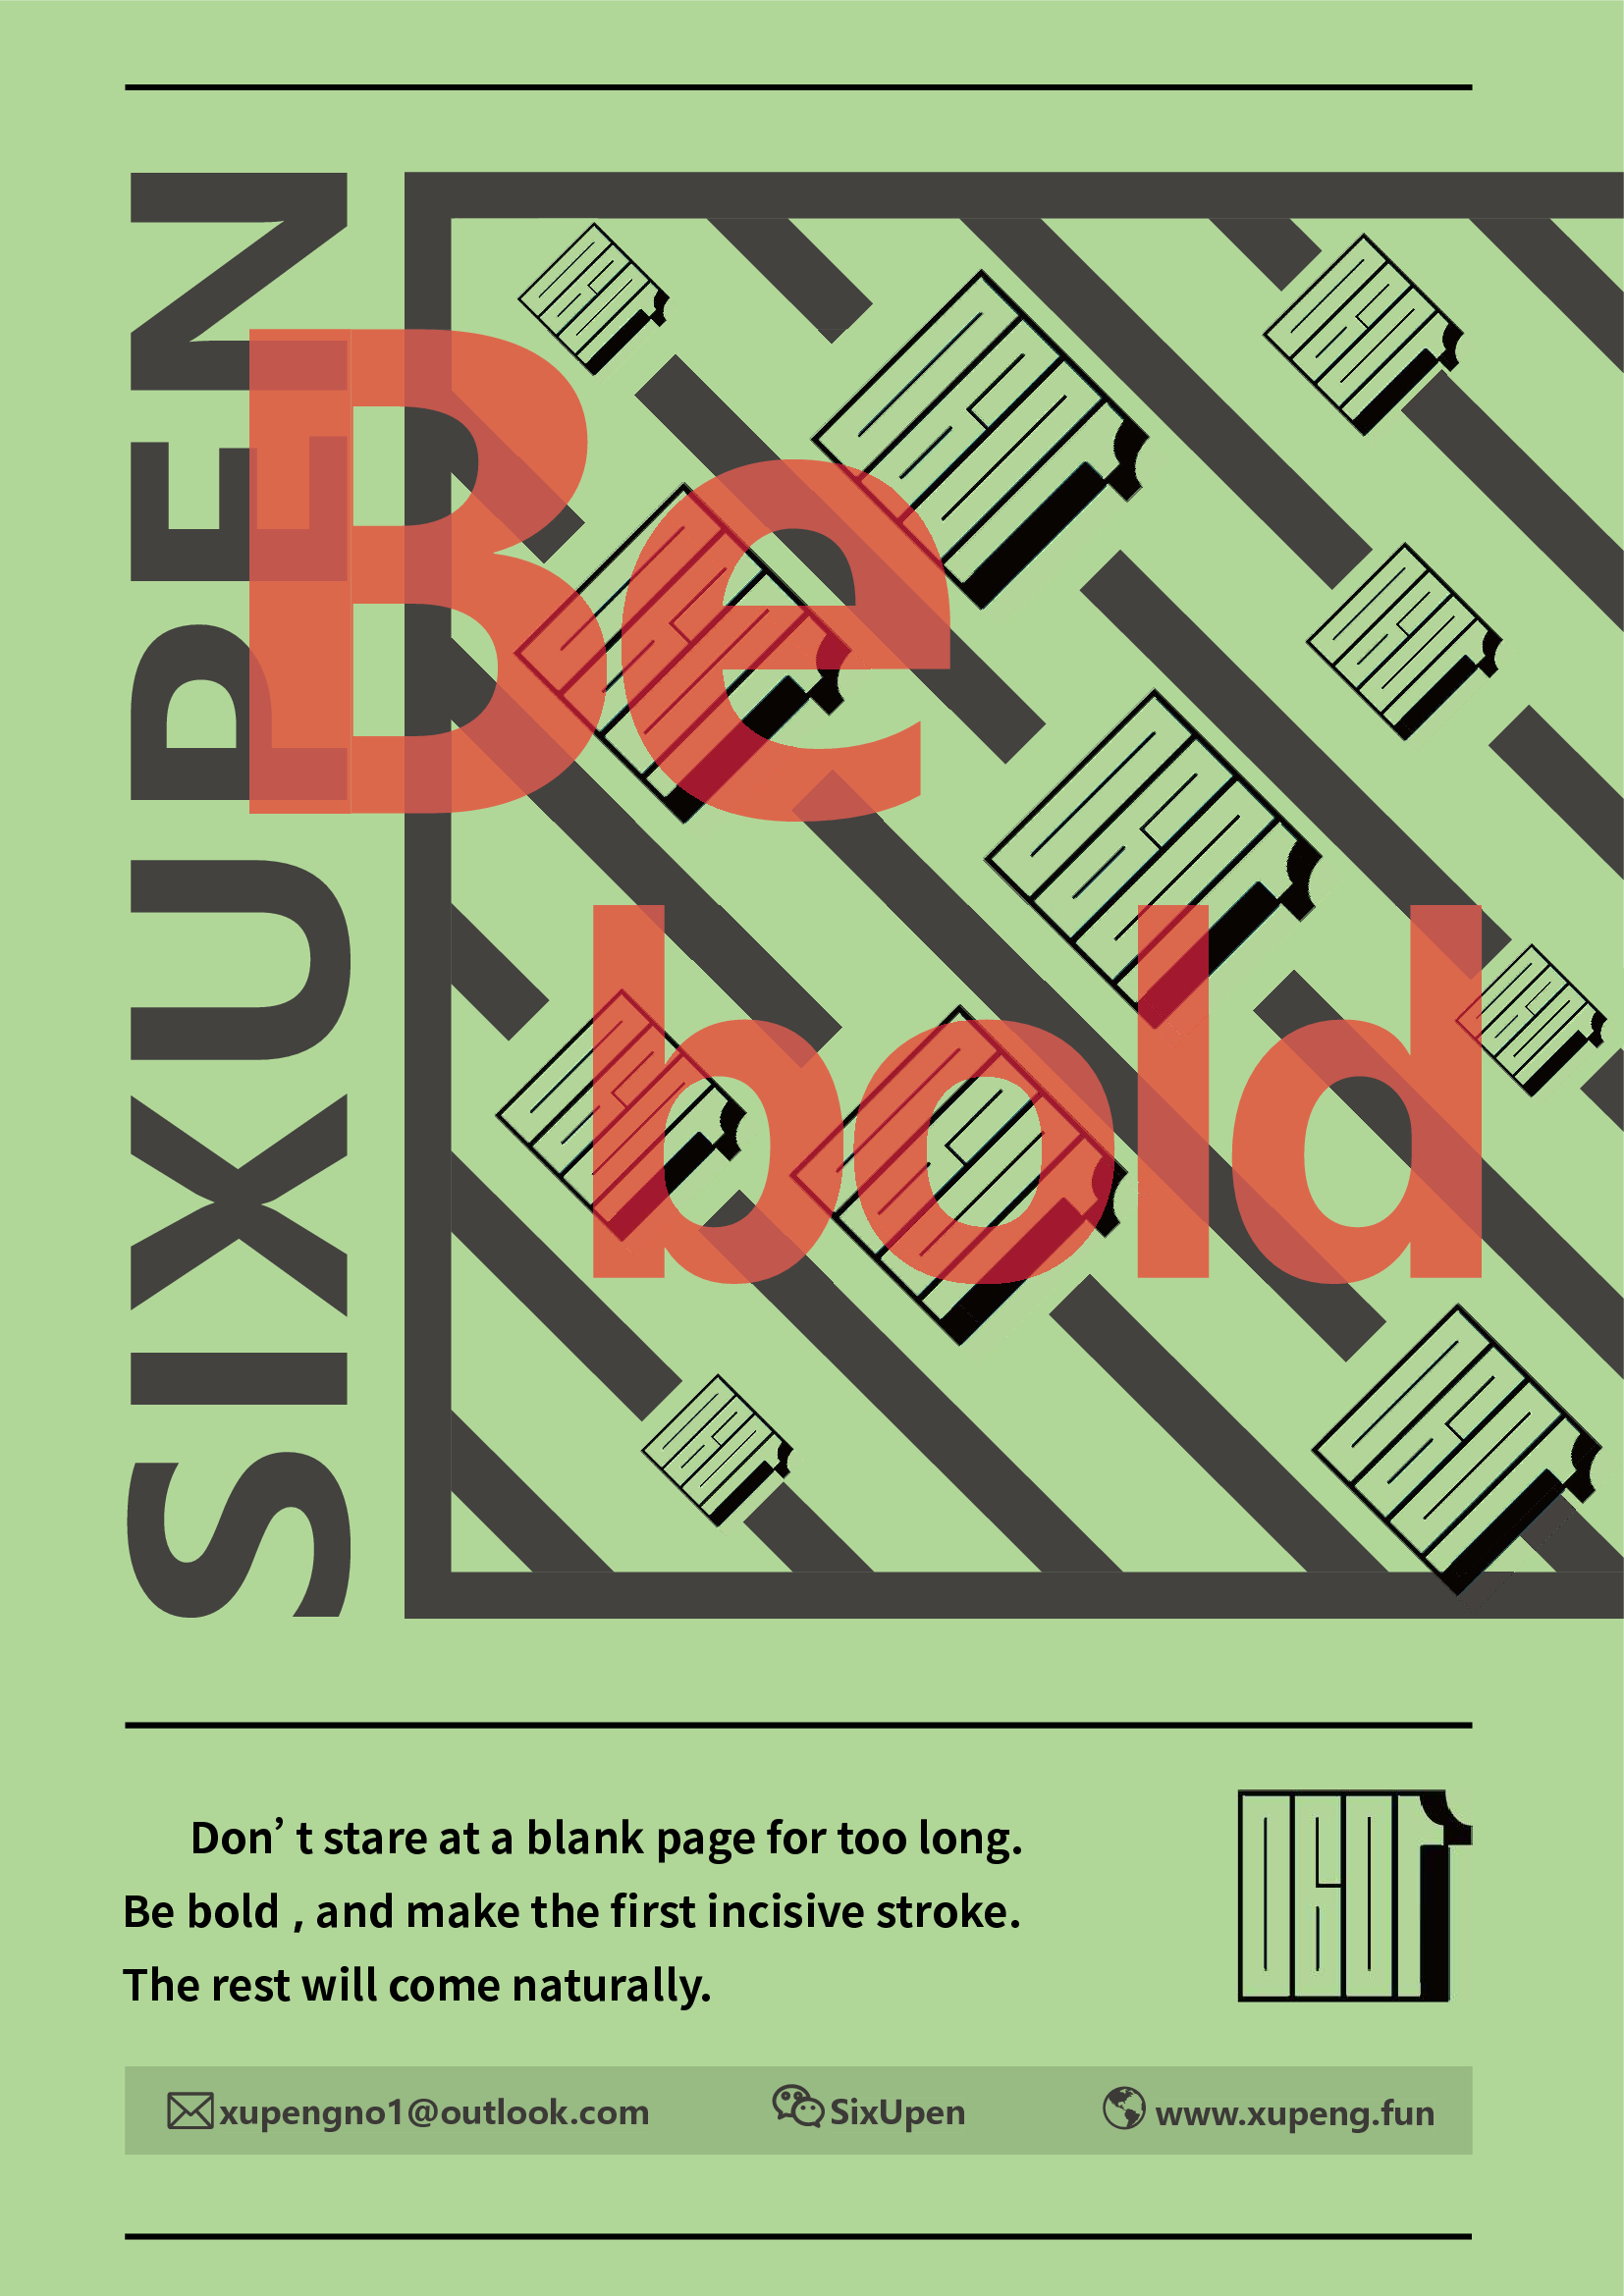 SIXUPEN
Be
bold
Don’t stare at a blank page for too long.
Be bold , and make the first incisive stroke.
The rest will come naturally.
xupengno1@outlook.com
SixUpen
www.xupeng.fun